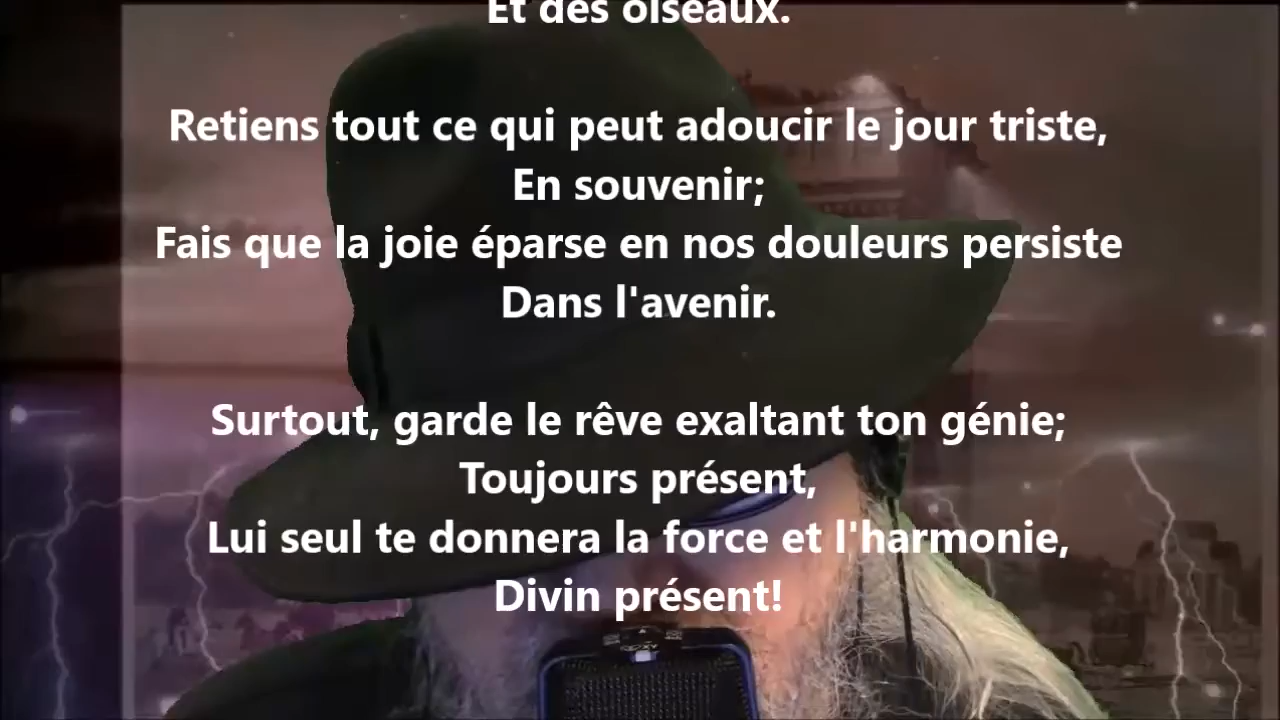 Et des oiseaux.
Retiens tout ce qui peut adoucir le jour triste,
En souvenir;
Fais que la joie éparse en nos douleurs persiste
Dans l'avenir.
Surtout, garde le rêve exaltant ton génie;
Toujours présent,
Lui seul te donnera la force et l'harmonie,
Divin présent!